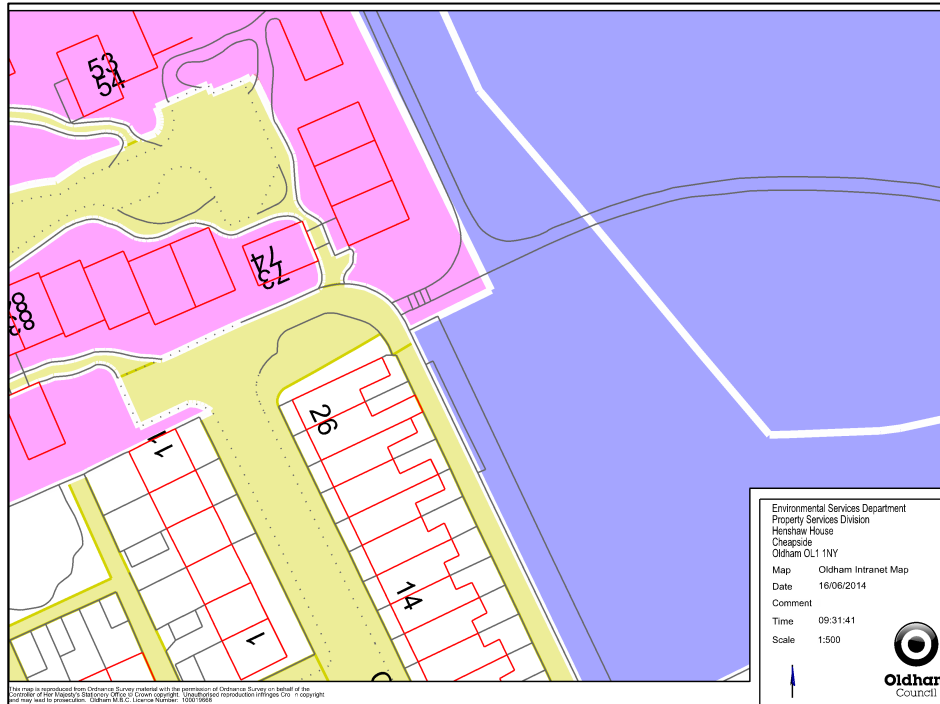 53
54
74
73
26
11
14
1
Environmental Services Department
Property Services Division
Henshaw House
Cheapside
Oldham OL1 1NY
Map Oldham Intranet Map
Date 16/06/2014
Comment
Time 09:31:41
Scale 1:500
Oldham
Council
This map is reproduced from Ordnance Survey material with the permission of Ordnance Survey on behalf of the
Controller of Her Majesty's Stationery Office © Crown copyright. Unauthorised reproduction infringes Cro n copyright
and may lead to prosecution. Oldham M.B.C. Licence Number: 100019668